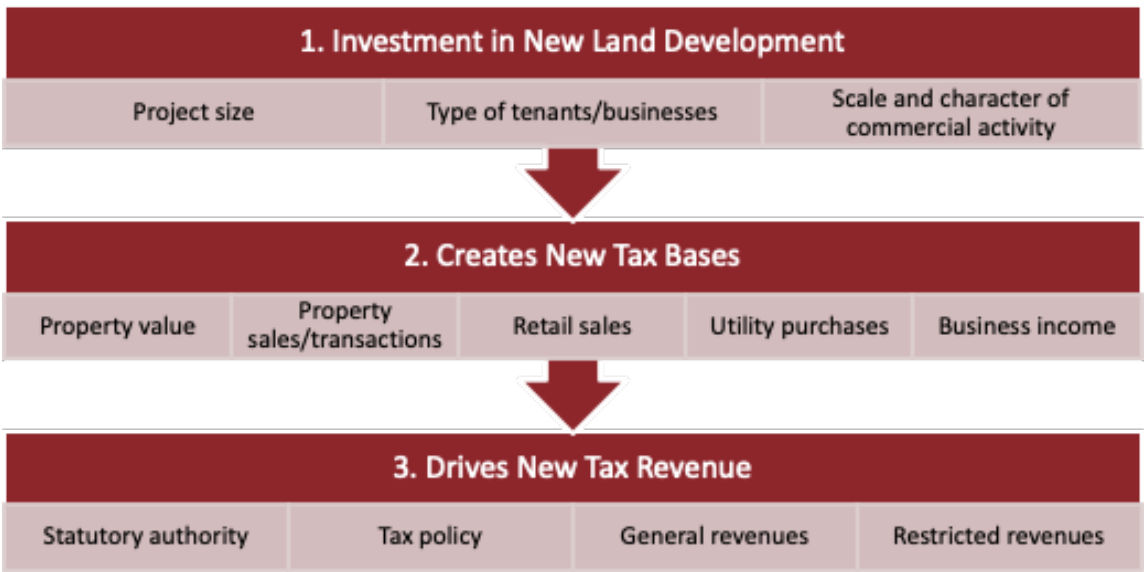 1. Investment in New Land Development
Project size
Type of tenants/businesses
Scale and character of
commercial activity
2. Creates New Tax Bases
Property value
Property
sales/transactions
Retail sales
Utility purchases
Business income
3. Drives New Tax Revenue
Statutory authority
Tax policy
General revenues
Restricted revenues